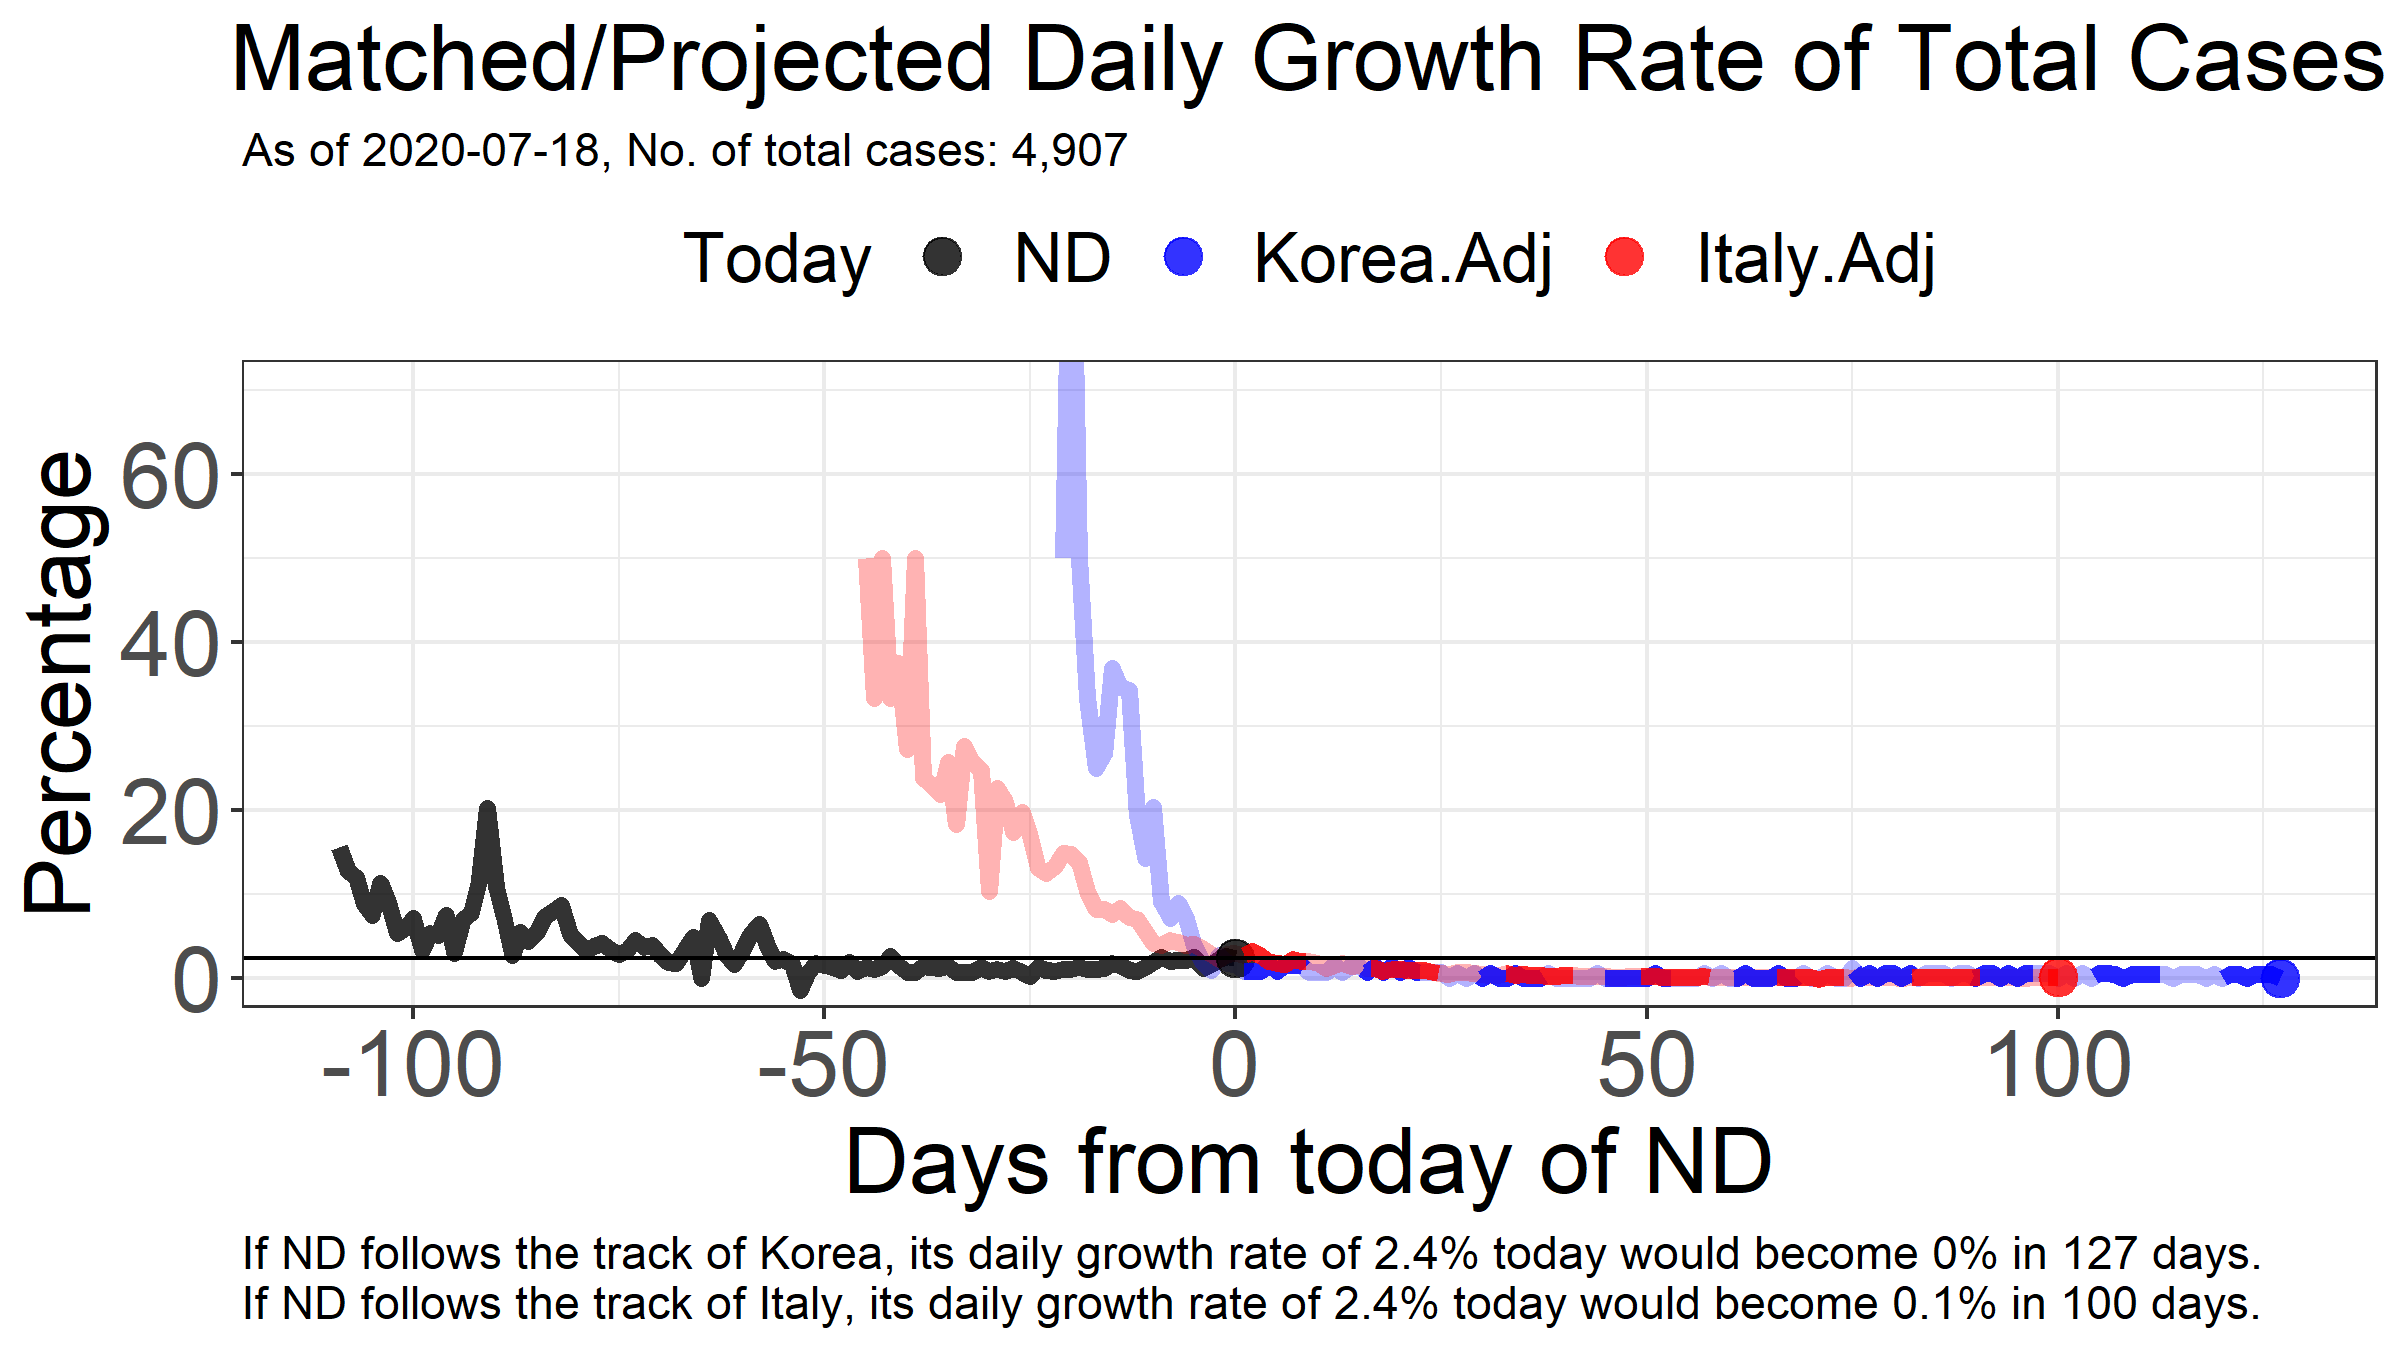 Matched/Projected Daily Growth Rate of Total Cases
As of 2020-07-18, No. of total cases: 4,907
Today ND Korea.Adj Italy.Adj
Percentage
60
40
20
0
-100 -50 0 50 100
Days from today of ND
If ND follows the track of Korea, its daily growth rate of 2.4% today would become 0% in 127 days.
If ND follows the track of Italy, its daily growth rate of 2.4% today would become 0.1% in 100 days.